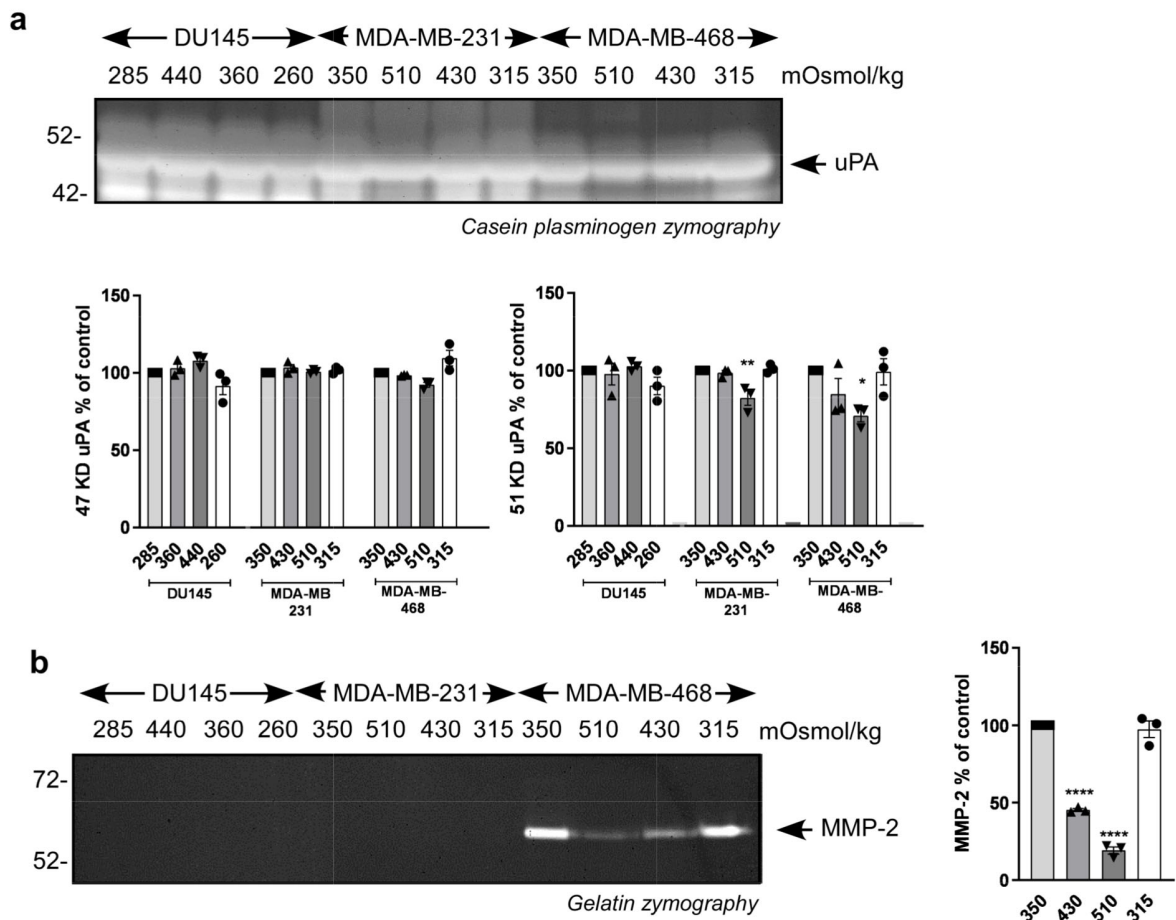 a
DU145 MDA-MB-231 MDA-MB-468
285 440 360 260 350 510 430 315 350 510 430 315 mOsmol/kg
52-
42-
uPA
Casein plasminogen zymography
47 KD uPA % of control
150
100
50
0
285 360 440 260 350 430 510 315 350 430 510 315
DU145
MDA-MB
231
MDA-MB-
468
51 KD uPA % of control
150
100
50
0
**
*
285 360 440 260 350 430 510 315 350 430 510 315
DU145
MDA-MB-
231
MDA-MB-
468
b
DU145 MDA-MB-231 MDA-MB-468
285 440 360 260 350 510 430 315 350 510 430 315 mOsmol/kg
72-
52-
MMP-2
Gelatin zymography
MMP-2 % of control
150
100
50
0
****
****
350 430 510 315